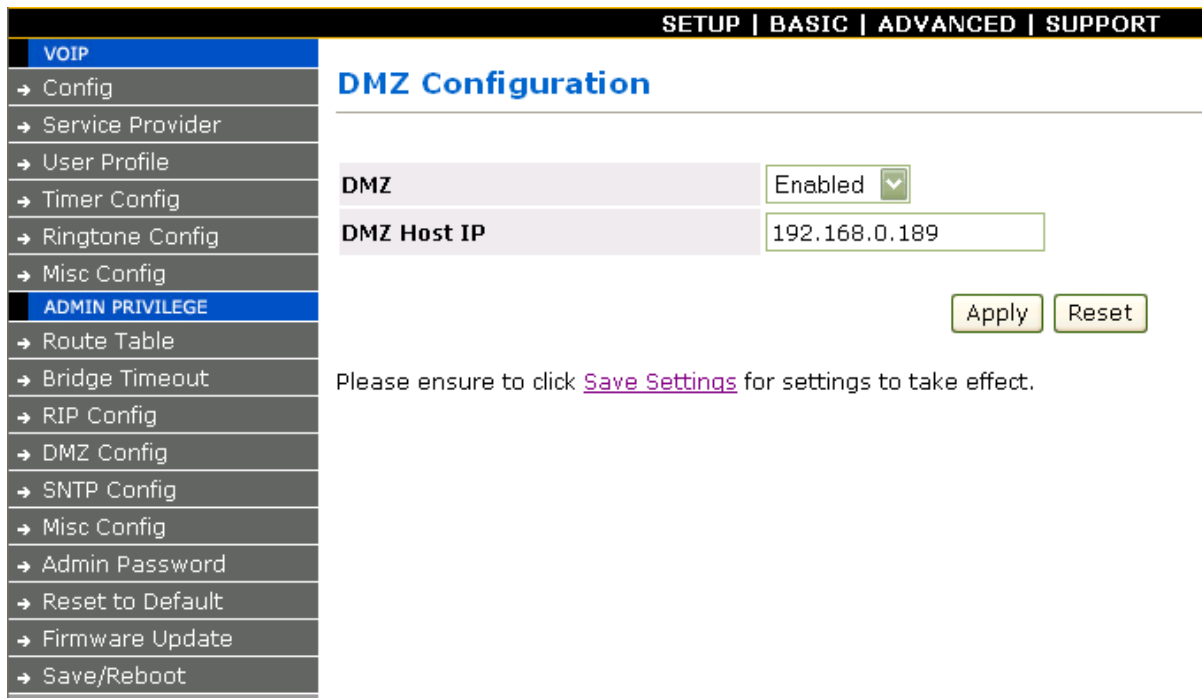 SETUP | BASIC | ADVANCED | SUPPORT
VOIP
→ Config
→ Service Provider
→ User Profile
→ Timer Config
→ Ringtone Config
→ Misc Config
ADMIN PRIVILEGE
→ Route Table
→ Bridge Timeout
→ RIP Config
→ DMZ Config
→ SNTP Config
→ Misc Config
→ Admin Password
→ Reset to Default
→ Firmware Update
→ Save/Reboot
DMZ Configuration
DMZ Enabled
DMZ Host IP 192.168.0.189
Apply Reset
Please ensure to click Save Settings for settings to take effect.